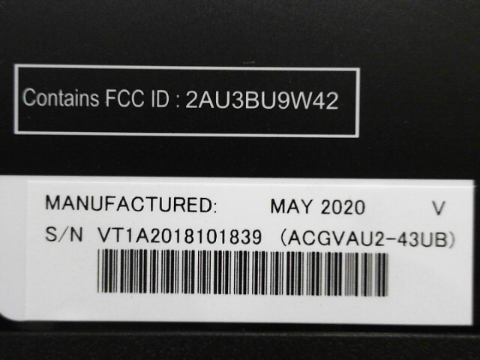 Contains FCC ID : 2AU3BU9W42
MANUFACTURED: MAY 2020 V
S/N VT1A2018101839 (ACGVAU2-43UB)